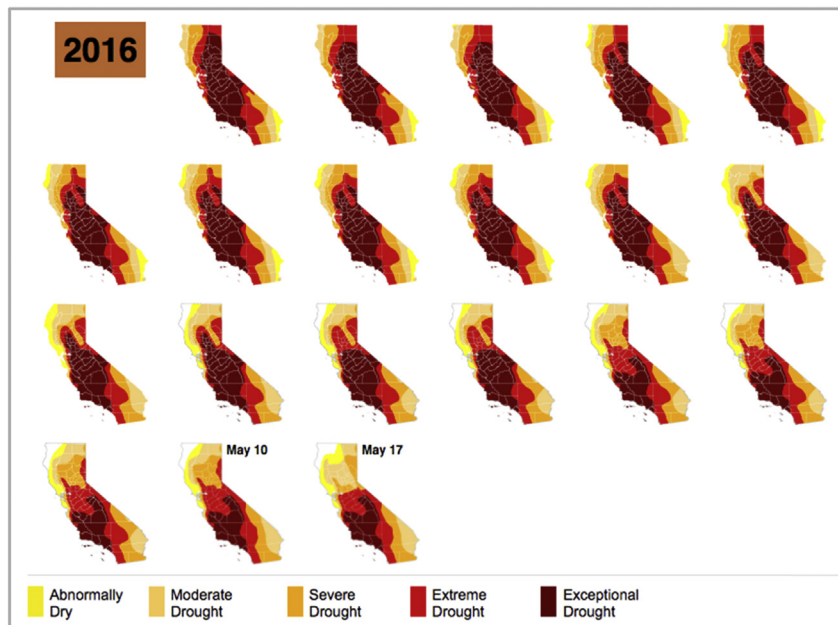 2016
May 10
May 17
Abnormally
Dry
Moderate
Drought
Severe
Drought
Extreme
Drought
Exceptional
Drought